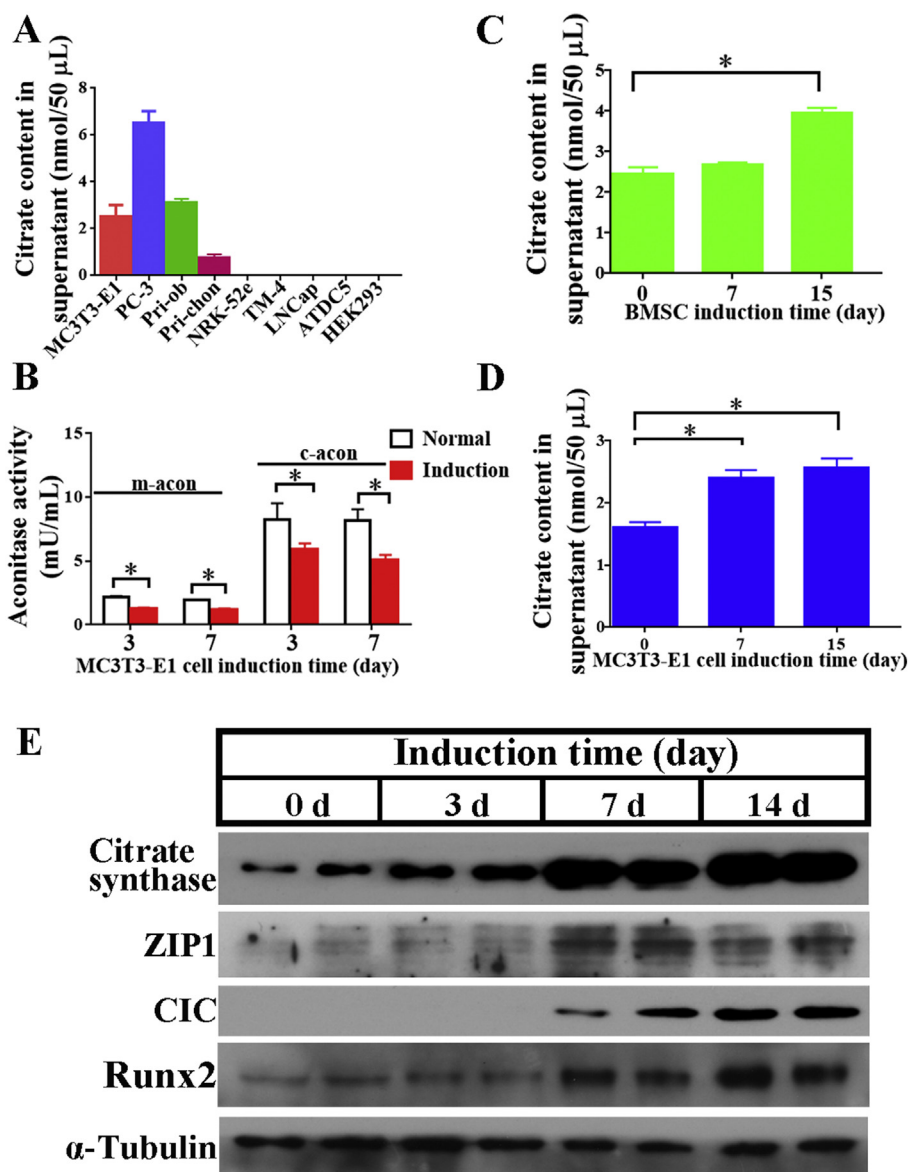 A
Citrate content in
supernatant (nmol/50 μL)
8
6
4
2
0
MC3T3-E1
PC-3
Pri-ob
Pri-chon
NRK-52e
TM-4
LNCap
ATDC5
HEK293
C
Citrate content in
supernatant (nmol/50 μL)
5
4
3
2
1
0
*
0 7 15
BMSC induction time (day)
B
Aconitase activity
(mU/mL)
15
10
5
0
m-acon
c-acon
Normal
Induction
* * * *
3 7 3 7
MC3T3-E1 cell induction time (day)
D
Citrate content in
supernatant (nmol/50 μL)
3
2
1
0
*
*
0 7 15
MC3T3-E1 cell induction time (day)
E
Induction time (day)
0 d 3 d 7 d 14 d
Citrate
synthase
ZIP1
CIC
Runx2
α-Tubulin